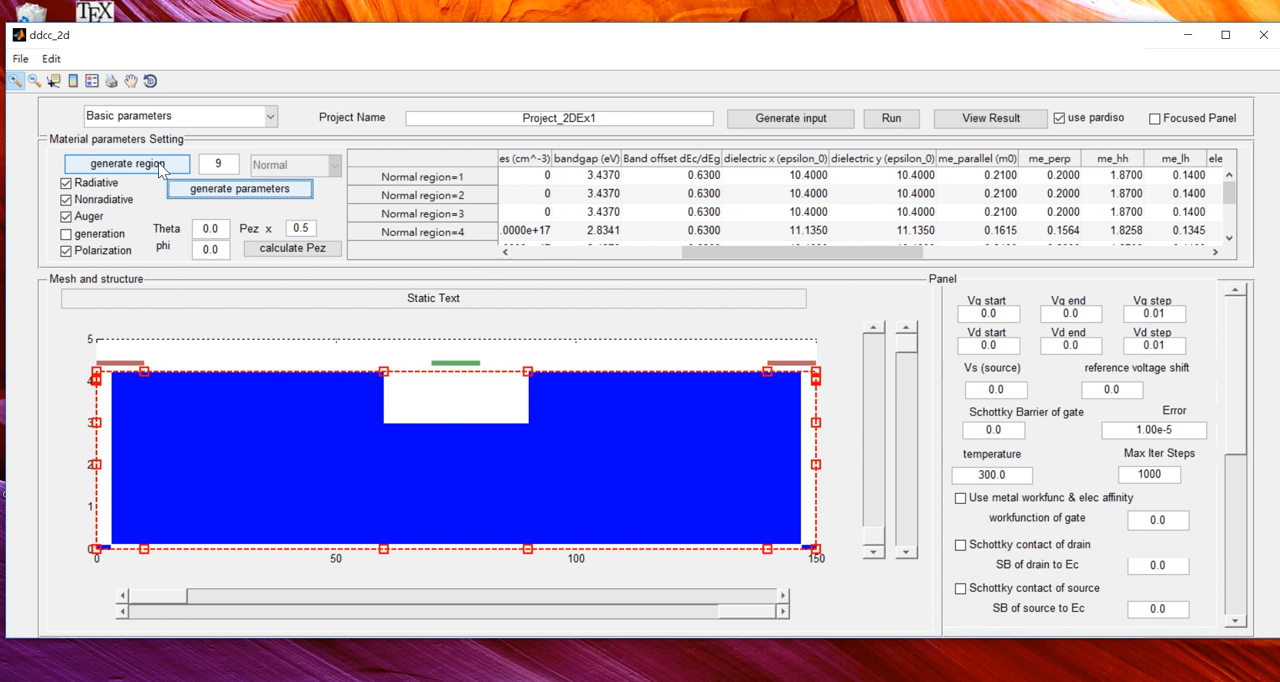 TEX
ddcc_2d
File Edit
Basic parameters Project Name Project_2DEx1 Generate input Run View Result use pardiso Focused Panel
Material parameters Setting
generate region 9 Normal
generate parameters
Radiative
Nonradiative
Auger
generation
Polarization
Theta 0.0 Pez x 0.5
phi 0.0 calculate Pez
es (cm^-3) bandgap (eV) Band offset dEc/dEg dielectric x (epsilon_0) dielectric y (epsilon_0) me_parallel (m0) me_perp me_hh me_lh ele
Normal region=1 0 3.4370 0.6300 10.4000 10.4000 0.2100 0.2000 1.8700 0.1400
Normal region=2 0 3.4370 0.6300 10.4000 10.4000 0.2100 0.2000 1.8700 0.1400
Normal region=3 0 3.4370 0.6300 10.4000 10.4000 0.2100 0.2000 1.8700 0.1400
Normal region=4 .0000e+17 2.8341 0.6300 11.1350 11.1350 0.1615 0.1564 1.8258 0.1345
Mesh and structure
Static Text
5
4
3
2
1
0
0 50 100 150
Panel
Vg start Vg end Vg step
0.0 0.0 0.01
Vd start Vd end Vd step
0.0 0.0 0.01
Vs (source) reference voltage shift
0.0 0.0
Schottky Barrier of gate Error
0.0 1.00e-5
temperature Max Iter Steps
300.0 1000
Use metal workfunc & elec affinity
workfunction of gate 0.0
Schottky contact of drain
SB of drain to Ec 0.0
Schottky contact of source
SB of source to Ec 0.0